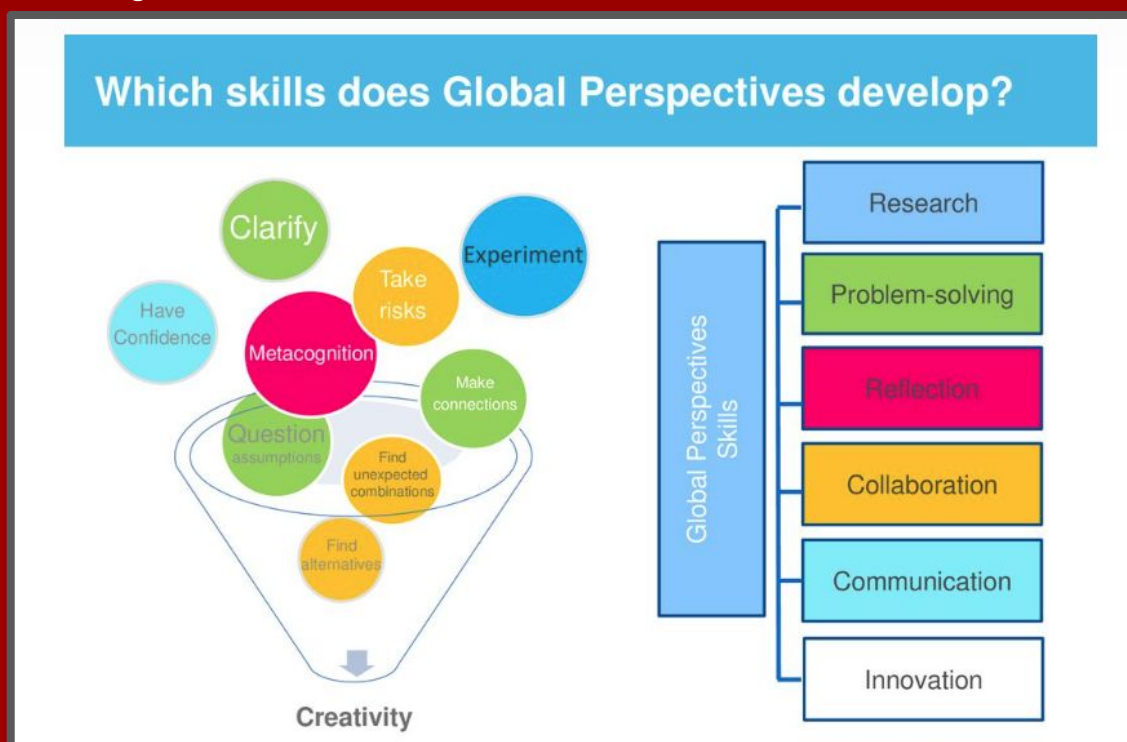 Which skills does Global Perspectives develop?
Clarify
Experiment
Take
risks
Have
Confidence
Metacognition
Make
connections
Question
assumptions
Find
unexpected
combinations
Find
alternatives
Creativity
Global Perspectives
Skills
Research
Problem-solving
Reflection
Collaboration
Communication
Innovation